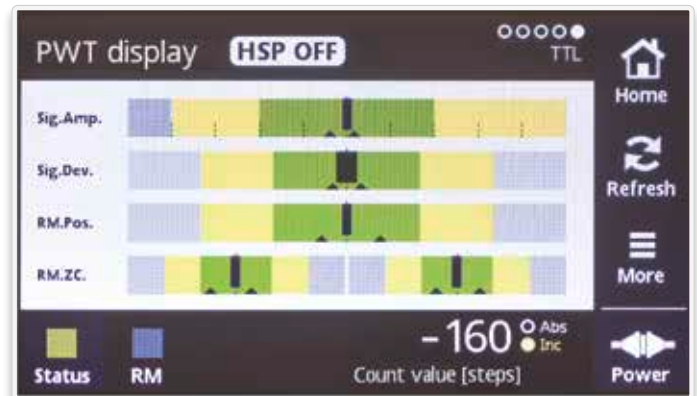 PWT display HSP OFF TTL
Home
Sig.Amp.
Sig.Dev.
Refresh
RM.Pos.
RM.ZC.
More
-160 Abs
Inc
Status RM Count value [steps] Power